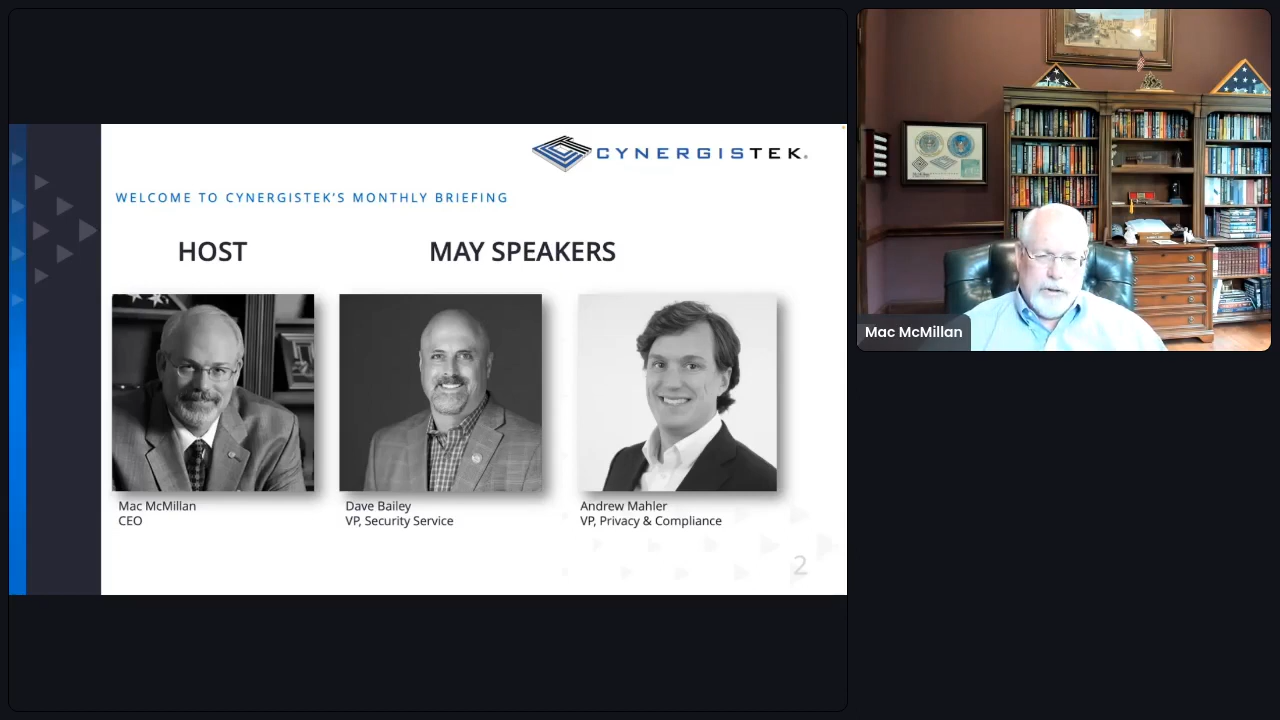 CYNERGISTEK
WELCOME TO CYNERGISTEK'S MONTHLY BRIEFING
HOST
MAY SPEAKERS
Mac McMillan
CEO
Dave Bailey
VP, Security Service
Andrew Mahler
VP, Privacy & Compliance
2
Mac McMillan